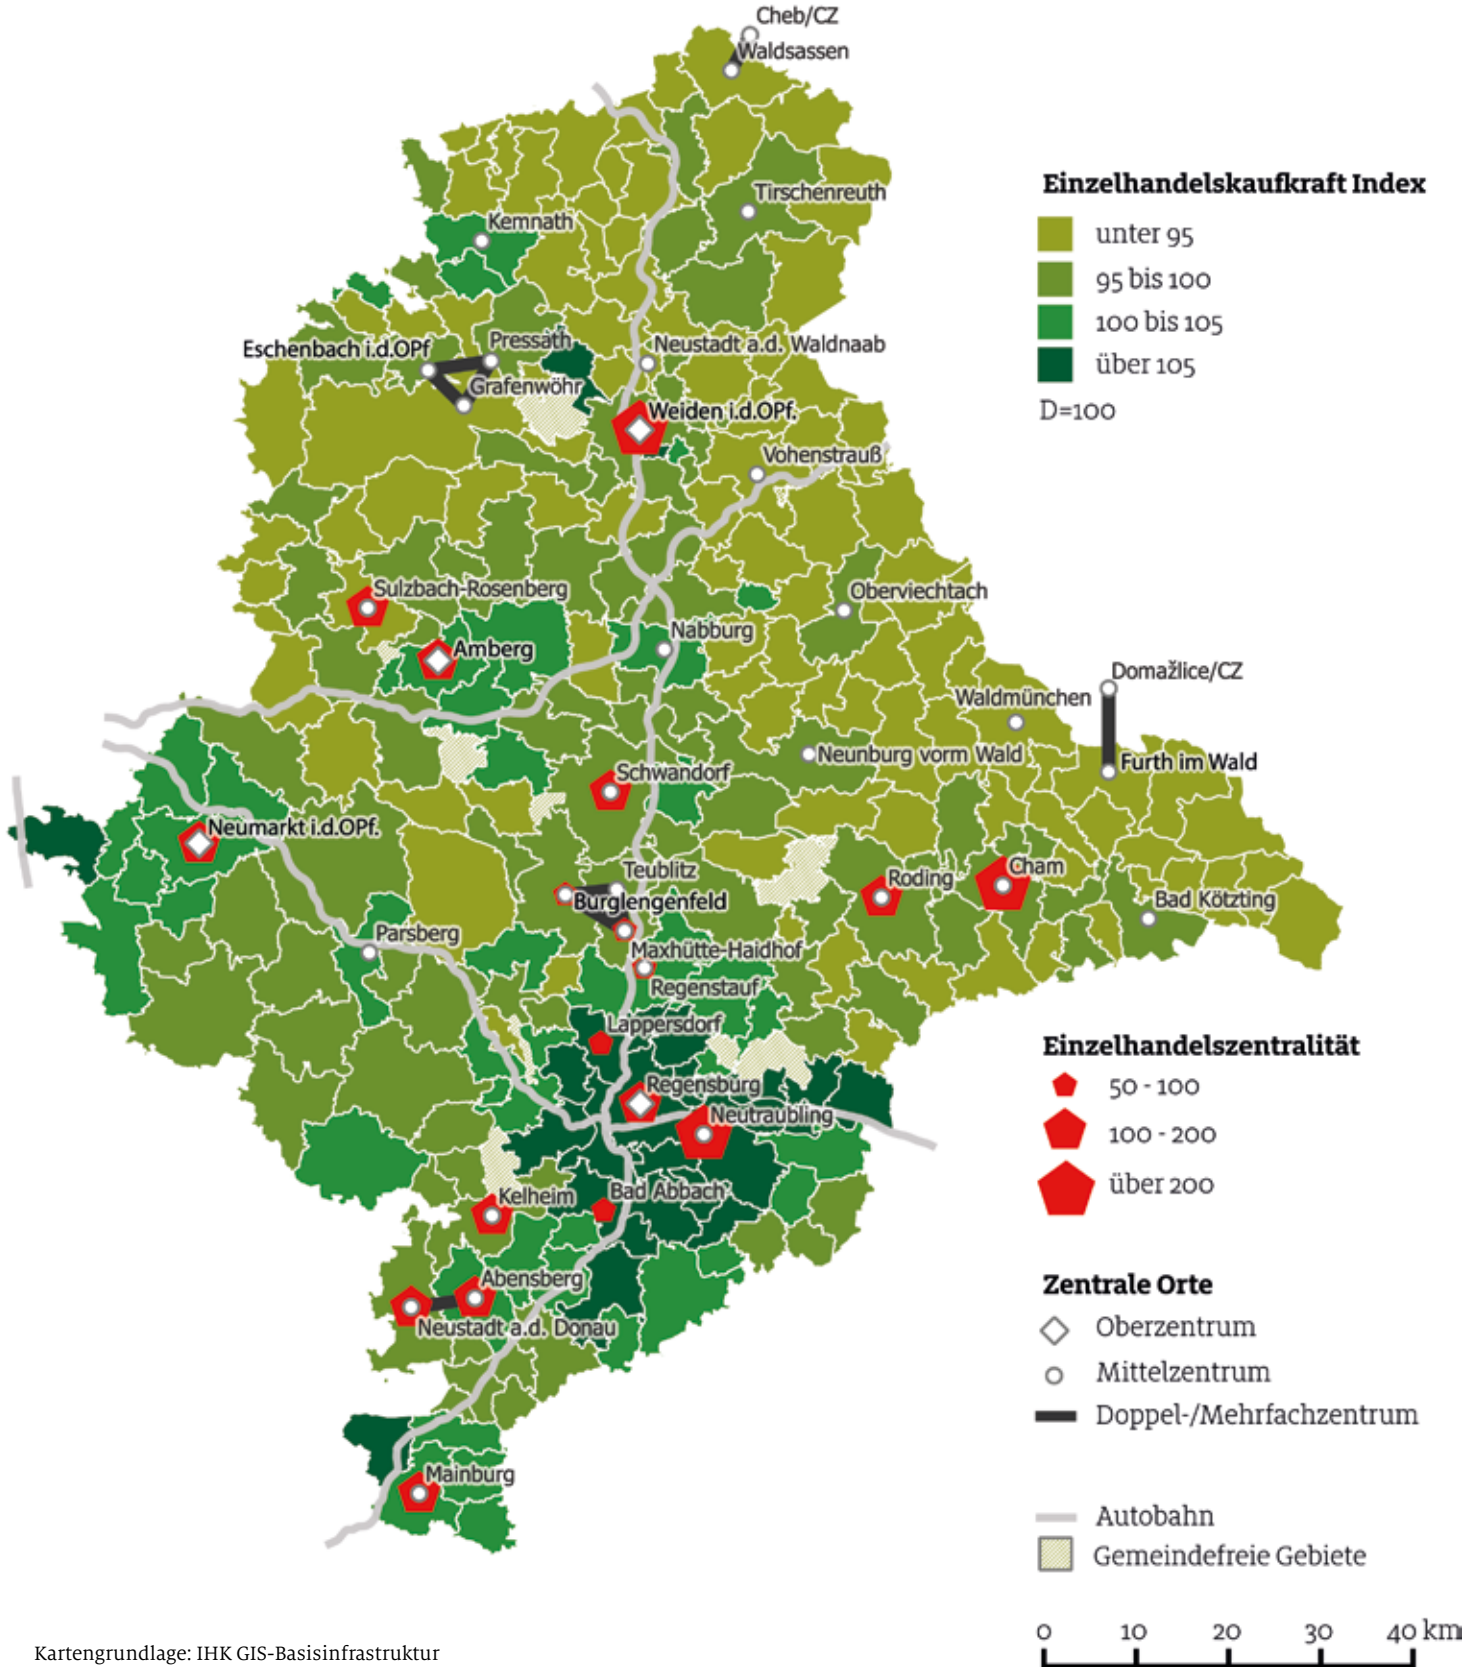 Cheb/CZ
Waldsassen
Tirschenreuth
Kemnath
Eschenbach i.d.OPf
Pressath
Grafenwöhr
Neustadt a.d. Waldnaab
Weiden i.d.OPf.
Vohenstrauß
Sulzbach-Rosenberg
Oberviechtach
Amberg
Nabburg
Domažlice/CZ
Waldmünchen
Neunburg vorm Wald
Furth im Wald
Schwandorf
Neumarkt i.d.OPf.
Teublitz
Burglengenfeld
Roding
Cham
Bad Kötzting
Parsberg
Maxhütte-Haidhof
Regenstauf
Lappersdorf
Regensburg
Neutraubling
Kelheim
Bad Abbach
Abensberg
Neustadt a.d. Donau
Mainburg
Einzelhandelskaufkraft Index
unter 95
95 bis 100
100 bis 105
über 105
D=100
Einzelhandelszentralität
50 - 100
100 - 200
über 200
Zentrale Orte
Oberzentrum
Mittelzentrum
Doppel-/Mehrfachzentrum
Autobahn
Gemeindefreie Gebiete
0 10 20 30 40 km
Kartengrundlage: IHK GIS-Basisinfrastruktur